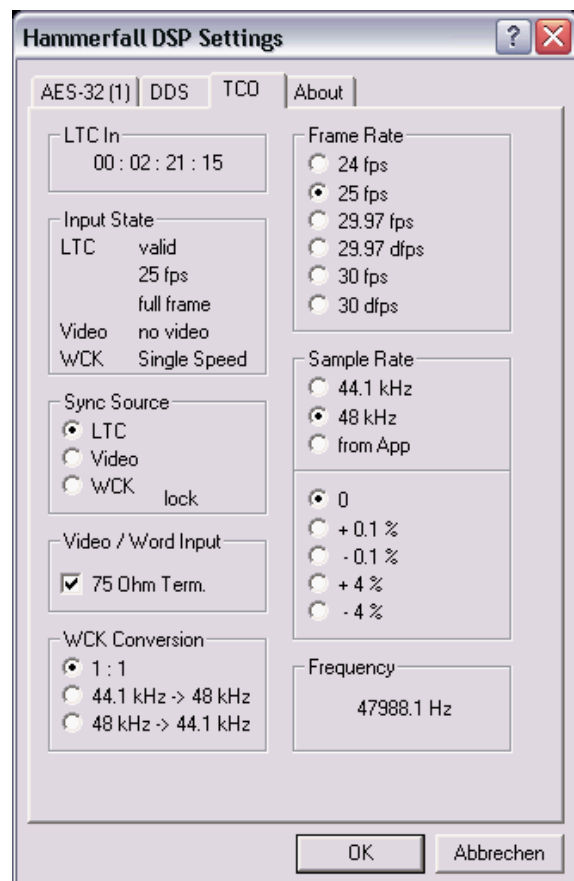 Hammerfall DSP Settings
AES-32 (1) DDS TCO About
LTC In
00 : 02 : 21 : 15
Input State
LTC valid
25 fps
full frame
Video no video
WCK Single Speed
Sync Source
LTC
Video
WCK
lock
Video / Word Input
75 Ohm Term.
WCK Conversion
1 : 1
44.1 kHz -> 48 kHz
48 kHz -> 44.1 kHz
Frame Rate
24 fps
25 fps
29.97 fps
29.97 dfps
30 fps
30 dfps
Sample Rate
44.1 kHz
48 kHz
from App
0
+ 0.1 %
- 0.1 %
+ 4 %
- 4 %
Frequency
47988.1 Hz
OK Abbrechen